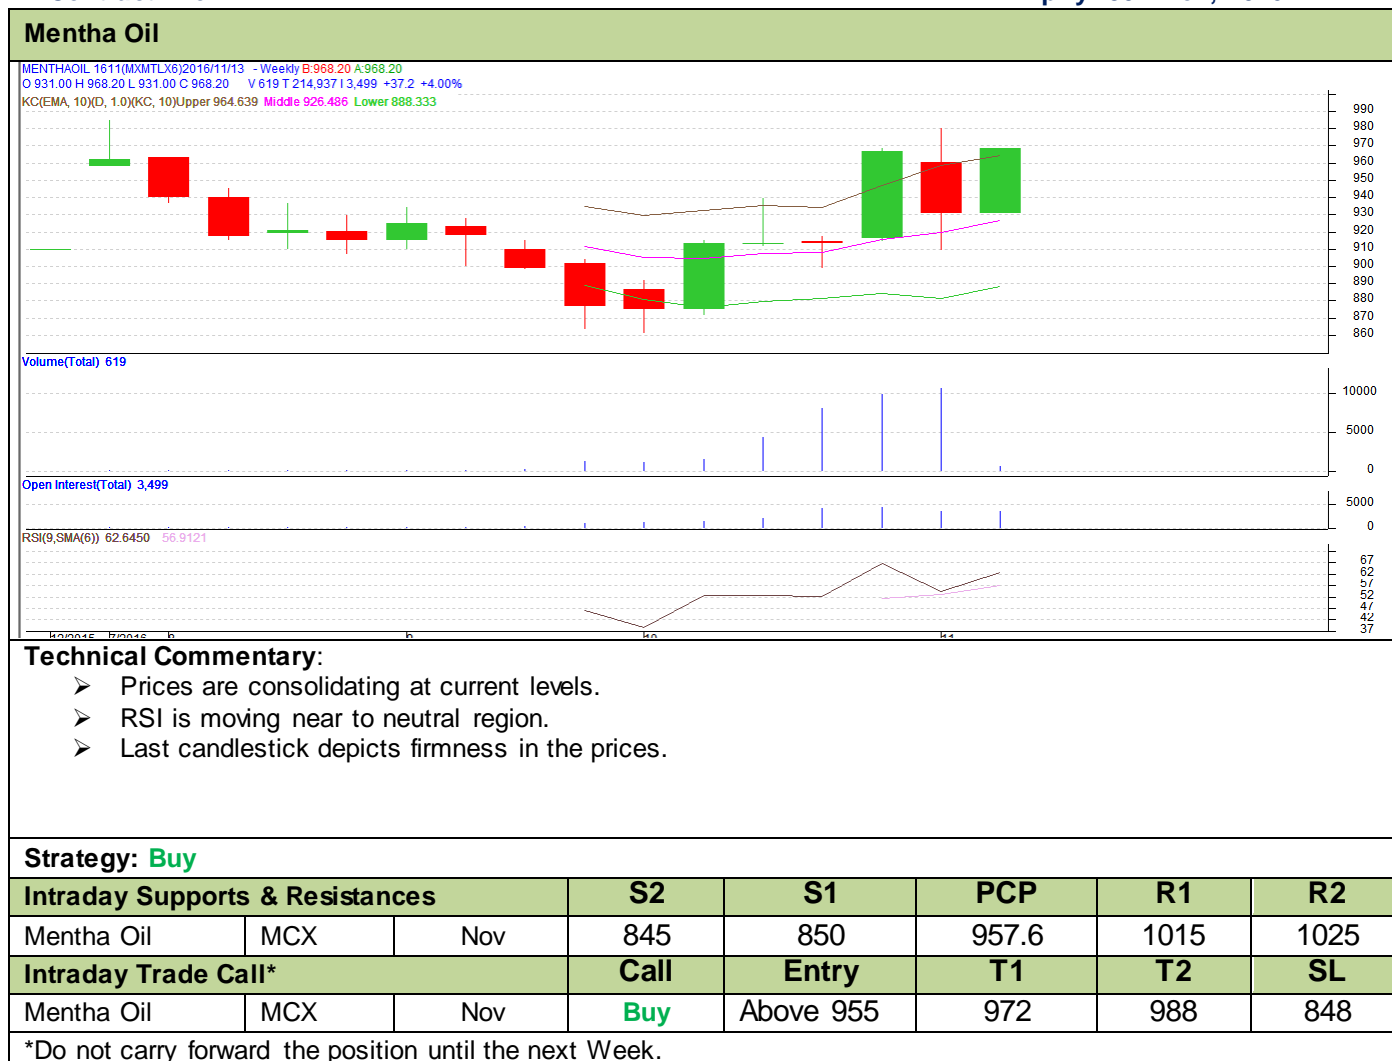 Mentha Oil
MENTHAOIL 1611(MXMTLX6)2016/11/13 - Weekly B:968.20 A:968.20
O 931.00 H 968.20 L 931.00 C 968.20 V 619 T 214,937 I 3,499 +37.2 +4.00%
KC(EMA, 10)(D, 1.0)(KC, 10)Upper 964.639 Middle 926.486 Lower 888.333
990
980
970
960
950
940
930
920
910
900
890
880
870
860
Volume(Total) 619
10000
5000
0
Open Interest(Total) 3,499
5000
0
RSI(9,SMA(6)) 62.6450 56.9121
67
62
57
52
47
42
37
12/2015 7/2016 8 9 10 11
Technical Commentary:
➢ Prices are consolidating at current levels.
➢ RSI is moving near to neutral region.
➢ Last candlestick depicts firmness in the prices.
Strategy: Buy
Intraday Supports & Resistances S2 S1 PCP R1 R2
Mentha Oil MCX Nov 845 850 957.6 1015 1025
Intraday Trade Call* Call Entry T1 T2 SL
Mentha Oil MCX Nov Buy Above 955 972 988 848
*Do not carry forward the position until the next Week.